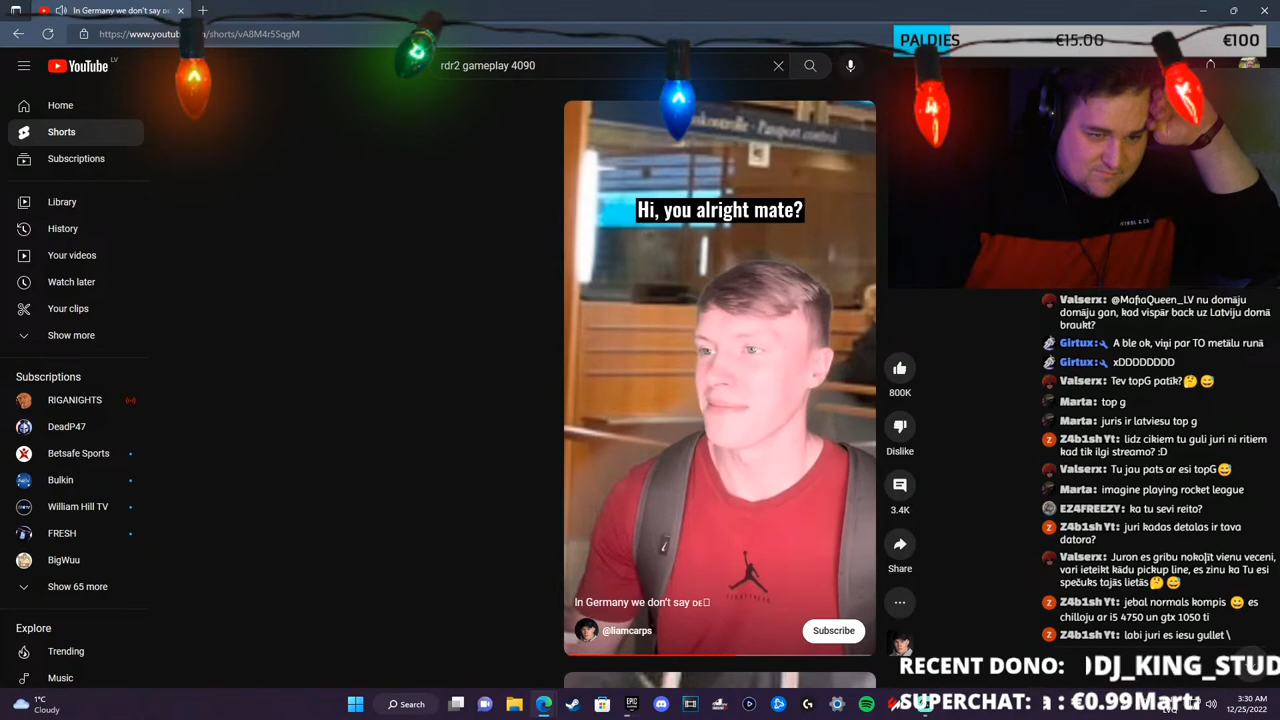 YouTube
In Germany we don't say DE
https://www.youtube.com/shorts/vA8M4r5SqgM
YouTube LV
rdr2 gameplay 4090
PALDIES €15.00 €100
Home
Shorts
Subscriptions
Library
History
Your videos
Watch later
Your clips
Show more
Subscriptions
RIGANIGHTS
DeadP47
Betsafe Sports
Bulkin
William Hill TV
FRESH
BigWuu
Show 65 more
Explore
Trending
Music
Passport control
Hi, you alright mate?
In Germany we don't say DE
@liamcarps
Subscribe
800K
Dislike
3.4K
Share
Valserx: @MafiaQueen_LV nu domāju
domāju gan, kad vispār back uz Latviju domā
braukt?
Girtux: A ble ok, viņi par TO metālu runā
Girtux: xDDDDDDDD
Valserx: Tev topG patīk?🤔 😅
Marta: top g
Marta: juris ir latviesu top g
Z4b1sh Yt: lidz cikiem tu guli juri ni ritiem
kad tik ilgi streamo? :D
Valserx: Tu jau pats ar esi topG😅
Marta: imagine playing rocket league
EZ4FREEZY: ka tu sevi reito?
Z4b1sh Yt: juri kadas detalas ir tava
datora?
Valserx: Juron es gribu nokoļīt vienu veceni,
vari ieteikt kādu pickup line, es zinu ka Tu esi
spečuks tajās lietās🤔 😅
Z4b1sh Yt: jebal normals kompis 😀 es
chilloju ar i5 4750 un gtx 1050 ti
Z4b1sh Yt: labi juri es iesu gullet \
RECENT DONO: DJ_KING_STUD
SUPERCHAT: a : €0.99 Marta
1°C
Cloudy
Search
3:30 AM
12/25/2022